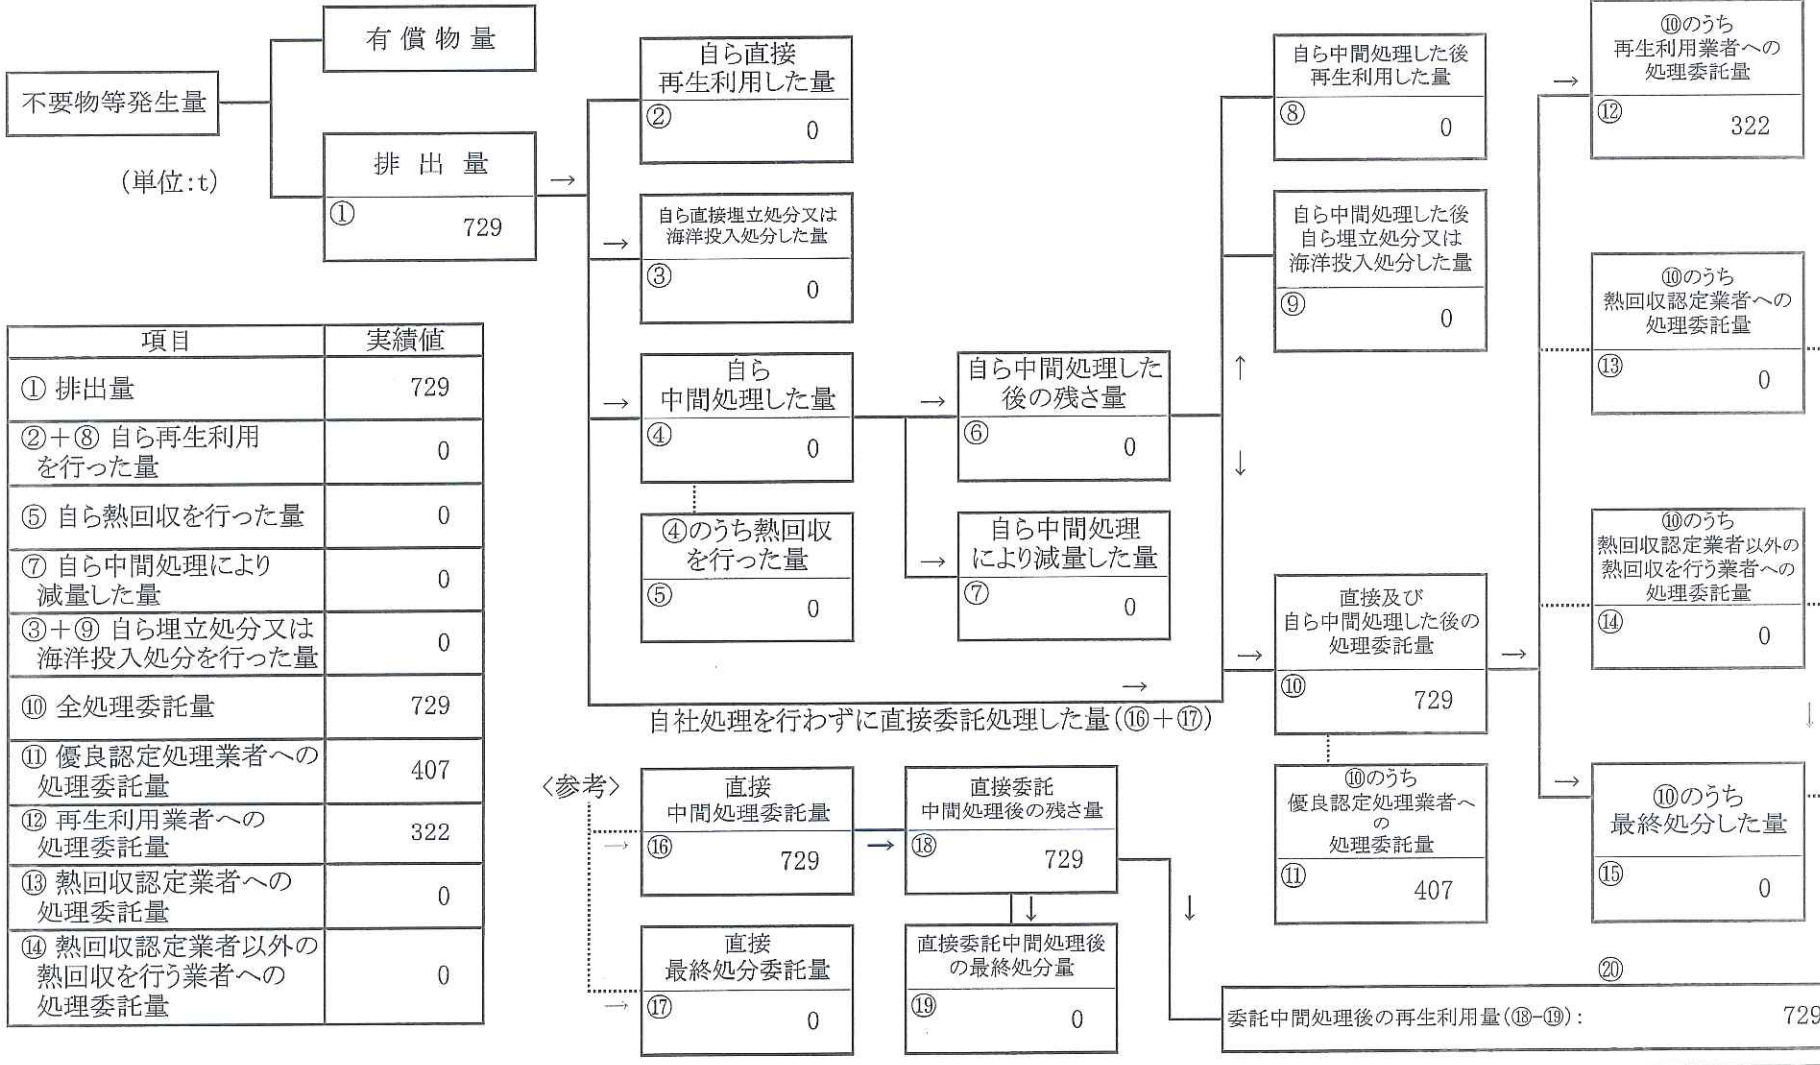 不要物等発生量
(単位:t)
有償物量
排出量
①
729
→
自ら直接
再生利用した量
②
0
→
自ら直接埋立処分又は
海洋投入処分した量
③
0
→
自ら
中間処理した量
④
0
④のうち熱回収
を行った量
⑤
0
→
自ら中間処理した
後の残さ量
⑥
0
→
自ら中間処理
により減量した量
⑦
0
→
自社処理を行わずに直接委託処理した量(⑯+⑰)
自ら中間処理した後
再生利用した量
⑧
0
自ら中間処理した後
自ら埋立処分又は
海洋投入処分した量
⑨
0
↑
↓
→
直接及び
自ら中間処理した後の
処理委託量
⑩
729
⑩のうち
優良認定処理業者へ
の
処理委託量
⑪
407
→
→
⑩のうち
再生利用業者への
処理委託量
⑫
322
⑩のうち
熱回収認定業者への
処理委託量
⑬
0
⑩のうち
熱回収認定業者以外の
熱回収を行う業者への
処理委託量
⑭
0
↓
→
⑩のうち
最終処分した量
⑮
0
項目 実績値
① 排出量 729
②+⑧ 自ら再生利用
を行った量 0
⑤ 自ら熱回収を行った量 0
⑦ 自ら中間処理により
減量した量 0
③+⑨ 自ら埋立処分又は
海洋投入処分を行った量 0
⑩ 全処理委託量 729
⑪ 優良認定処理業者への
処理委託量 407
⑫ 再生利用業者への
処理委託量 322
⑬ 熱回収認定業者への
処理委託量 0
⑭ 熱回収認定業者以外の
熱回収を行う業者への
処理委託量 0
〈参考〉
→
直接
中間処理委託量
⑯
729
→
直接委託
中間処理後の残さ量
⑱
729
↓
→
直接
最終処分委託量
⑰
0
↓
直接委託中間処理後
の最終処分量
⑲
0
⑳
委託中間処理後の再生利用量(⑱-⑲): 729